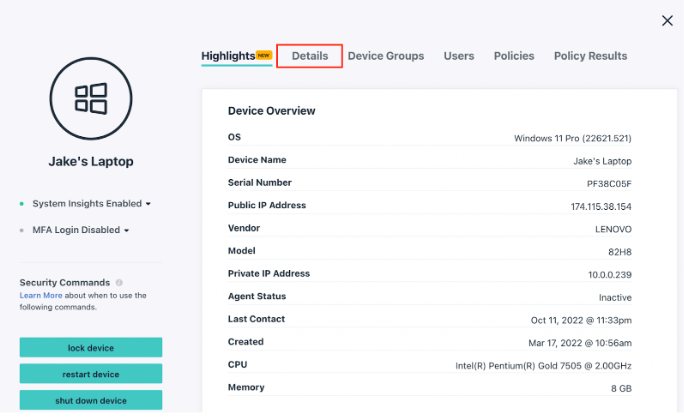 Highlights NEW Details Device Groups Users Policies Policy Results
Jake's Laptop
System Insights Enabled
MFA Login Disabled
Security Commands
Learn More about when to use the
following commands.
lock device
restart device
shut down device
Device Overview
OS Windows 11 Pro (22621.521)
Device Name Jake's Laptop
Serial Number PF38C05F
Public IP Address 174.115.38.154
Vendor LENOVO
Model 82H8
Private IP Address 10.0.0.239
Agent Status Inactive
Last Contact Oct 11, 2022 @ 11:33pm
Created Mar 17, 2022 @ 10:56am
CPU Intel(R) Pentium(R) Gold 7505 @ 2.00GHz
Memory 8 GB